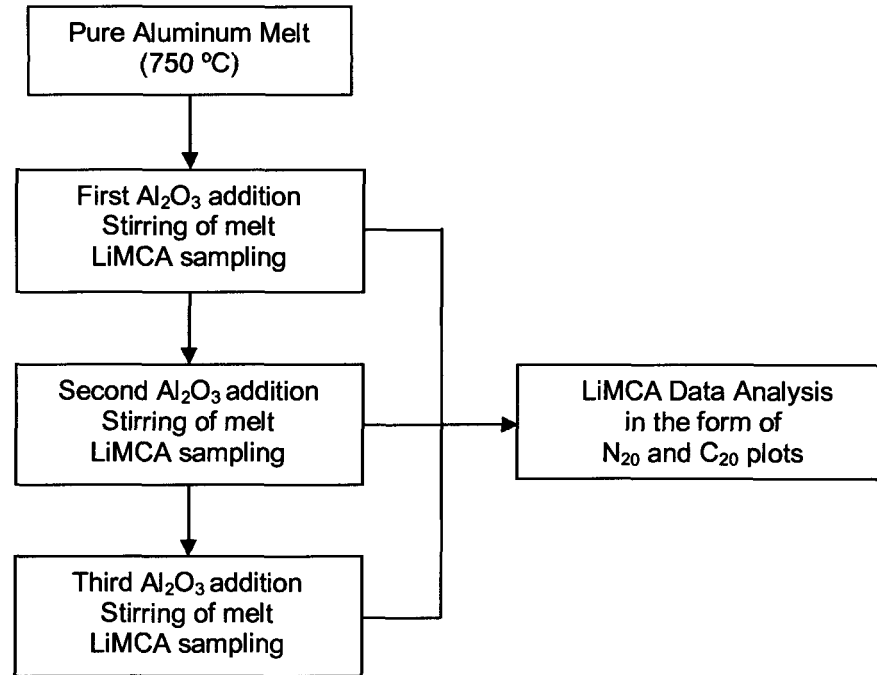 Pure Aluminum Melt
(750 ºC)
First Al₂O₃ addition
Stirring of melt
LiMCA sampling
Second Al₂O₃ addition
Stirring of melt
LiMCA sampling
Third Al₂O₃ addition
Stirring of melt
LiMCA sampling
LiMCA Data Analysis
in the form of
N₂₀ and C₂₀ plots